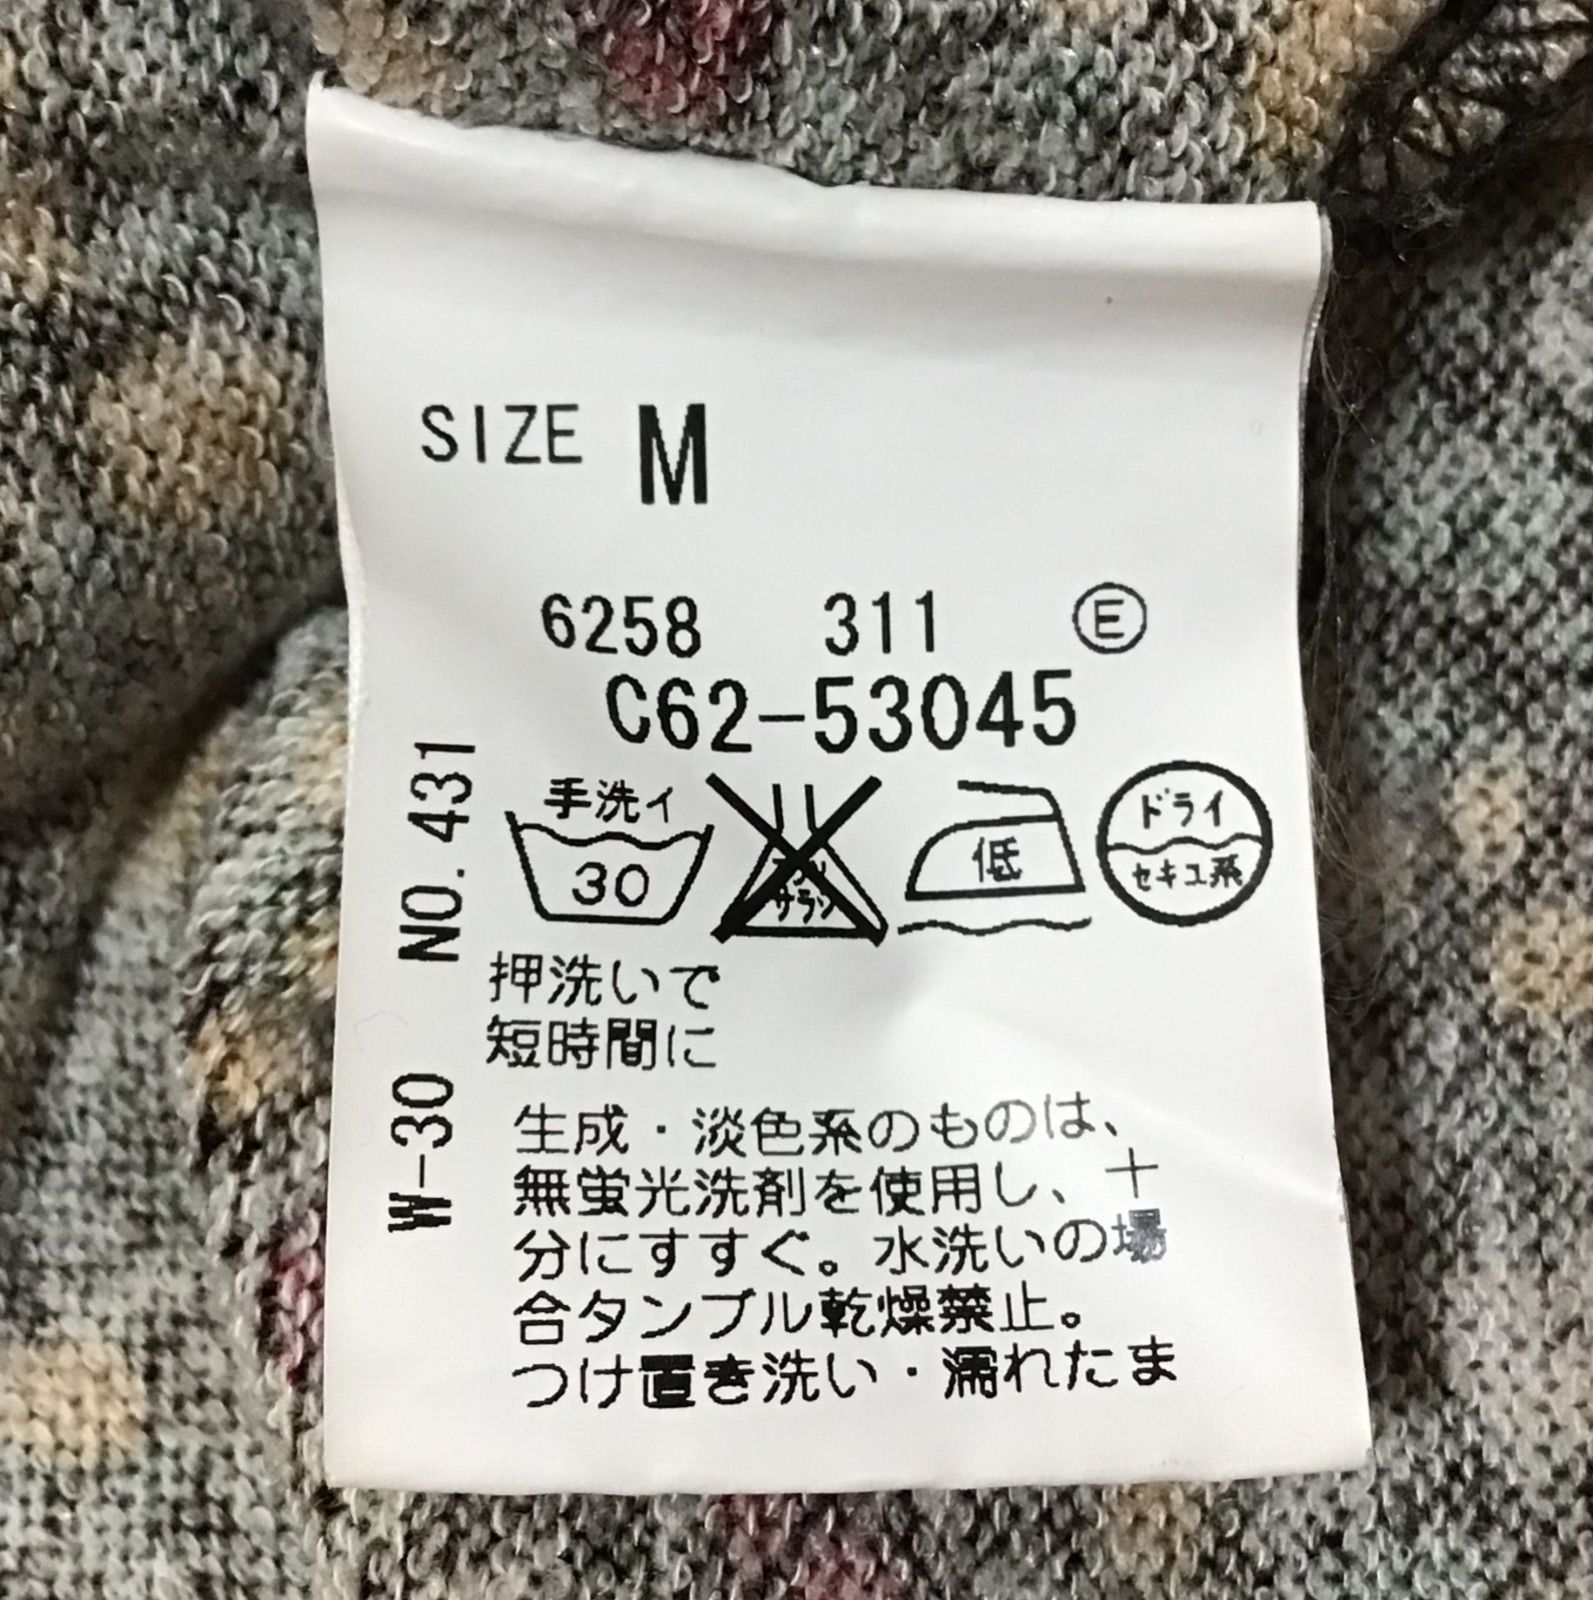 SIZE M
6258 311 Ⓔ
C62-53045
手洗イ
30
サラシ
低
ドライ
セキユ系
押洗いで
短時間に
生成・淡色系のものは、
無蛍光洗剤を使用し、十
分にすすぐ。水洗いの場
合タンブル乾燥禁止。
つけ置き洗い・濡れたま
W-30 NO.431